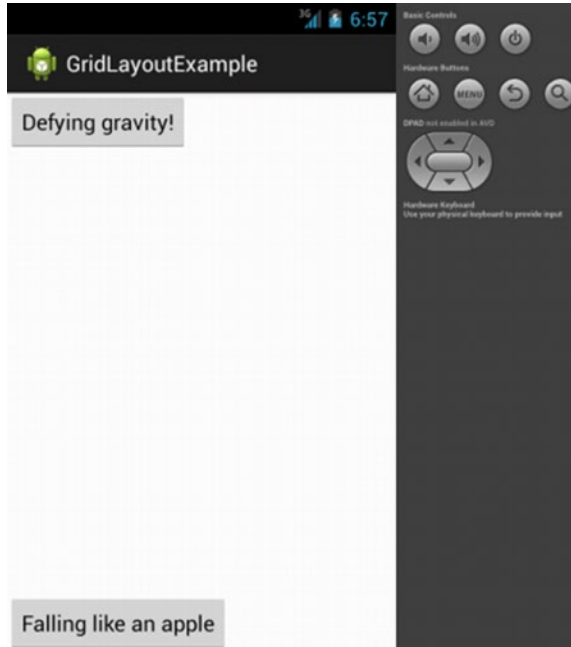 3G 6:57
GridLayoutExample
Defying gravity!
Falling like an apple
Basic Controls
Hardware Buttons
MENU
DPAD not enabled in AVD
Hardware Keyboard
Use your physical keyboard to provide input